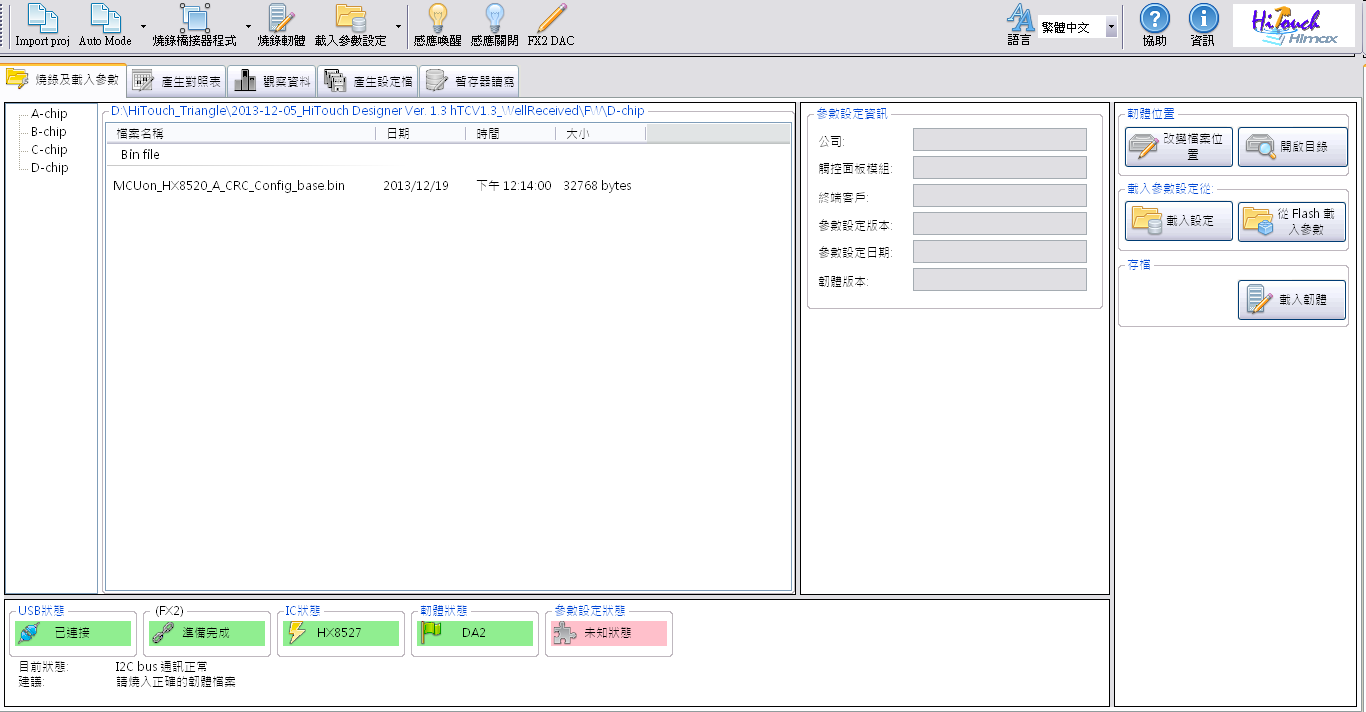 Import proj
Auto Mode
燒錄橋接器程式
燒錄韌體
載入參數設定
感應喚醒
感應關閉
FX2 DAC
語言
繁體中文
協助
資訊
HiTouch
Himax
燒錄及載入參數
產生對照表
觀察資料
產生設定檔
暫存器讀寫
A-chip
B-chip
C-chip
D-chip
D:\HiTouch_Triangle\2013-12-05_HiTouch Designer Ver. 1.3 hTCV1.3_WellReceived\FW\D-chip
檔案名稱 日期 時間 大小
Bin file
MCUon_HX8520_A_CRC_Config_base.bin 2013/12/19 下午 12:14:00 32768 bytes
參數設定資訊
公司:
觸控面板模組:
終端客戶:
參數設定版本:
參數設定日期:
韌體版本:
韌體位置
改變檔案位
置
開啟目錄
載入參數設定從:
載入設定
從 Flash 載
入參數
存檔
載入韌體
USB狀態
已連接
(FX2)
準備完成
IC狀態
HX8527
韌體狀態
DA2
參數設定狀態
未知狀態
目前狀態: I2C bus 通訊正常
建議: 請燒入正確的韌體檔案